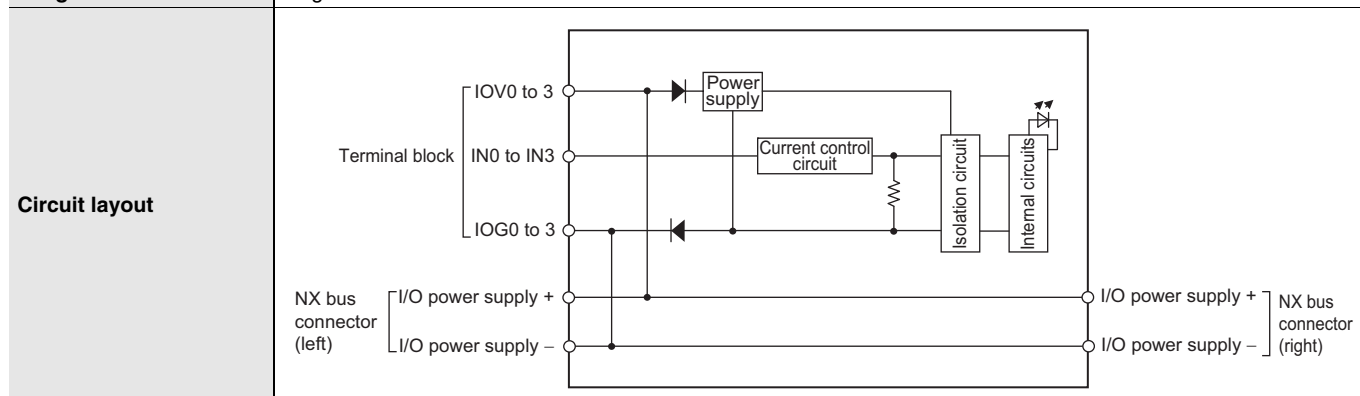 Circuit layout
Terminal block
IOV0 to 3
IN0 to IN3
IOG0 to 3
Power
supply
Current control
circuit
Isolation circuit
Internal circuits
NX bus
connector
(left)
I/O power supply +
I/O power supply –
I/O power supply +
I/O power supply –
NX bus
connector
(right)